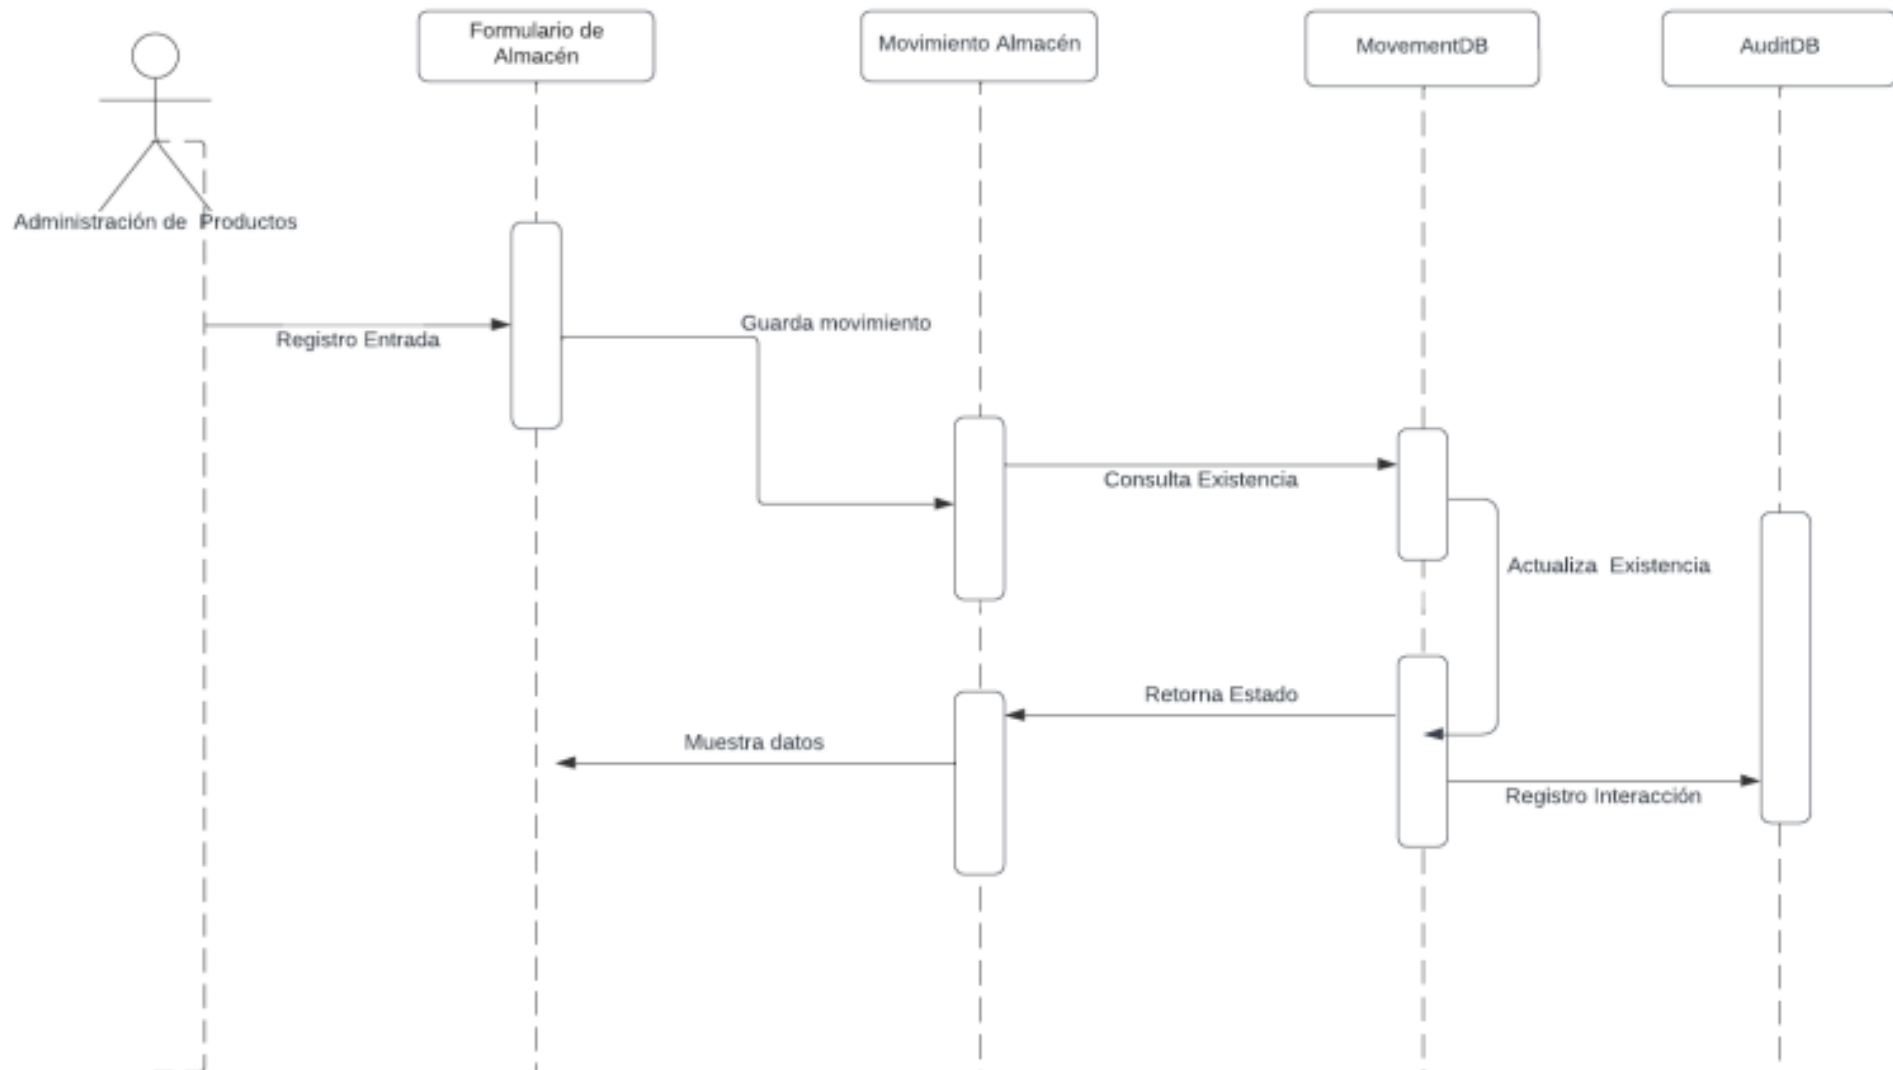 Formulario de
Almacén
Movimiento Almacén
MovementDB
AuditDB
Administración de  Productos
Registro Entrada
Guarda movimiento
Consulta Existencia
Actualiza  Existencia
Retorna Estado
Muestra datos
Registro Interacción